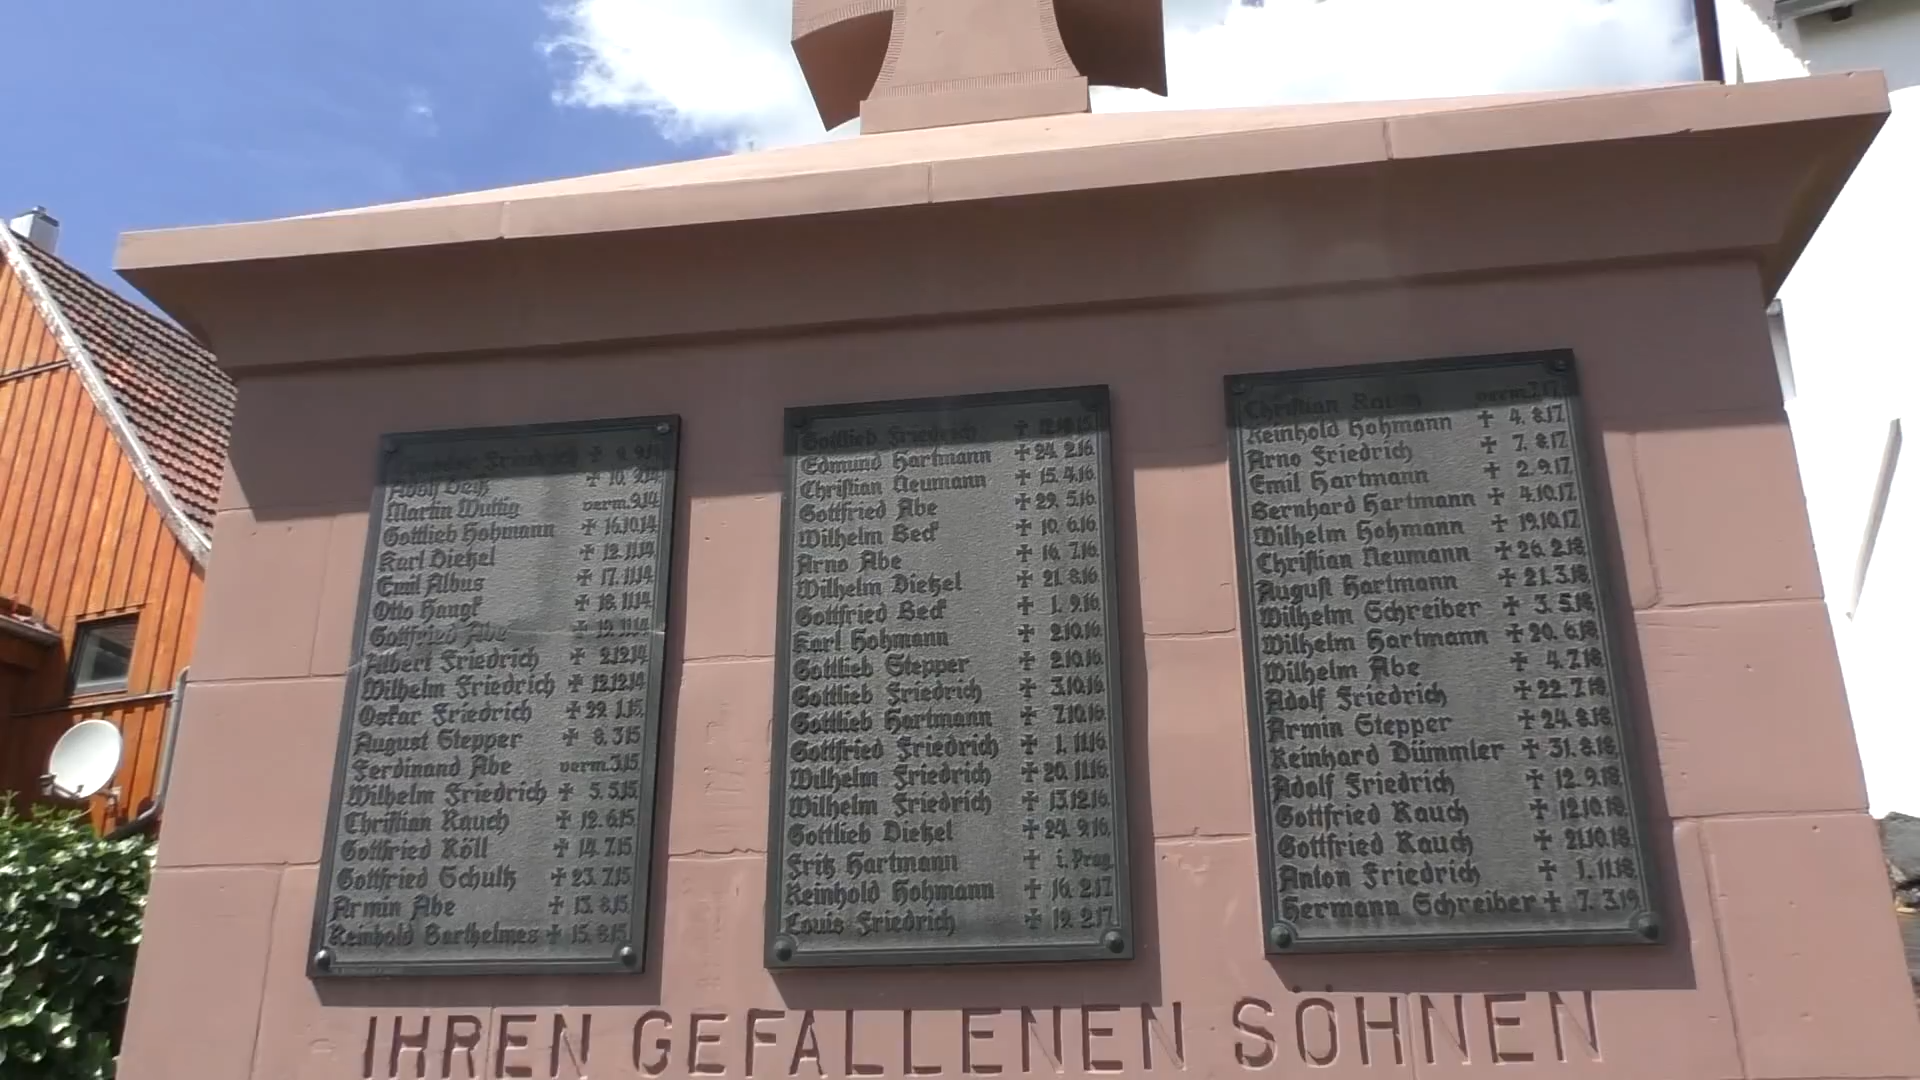 Friedrich + 9. 9.14.
Adolf Deiß + 10. 9.14.
Martin Wuttig verm.9.14.
Gottlieb Hohmann + 16.10.14.
Karl Dietzel + 12.11.14.
Emil Albus + 17. 11.14.
Otto Hangk + 18. 11.14.
Gottfried Abe + 19. 11.14.
Albert Friedrich + 2.12.14.
Wilhelm Friedrich + 12.12.14.
Oskar Friedrich + 29. 1.15.
August Stepper + 8. 3.15.
Ferdinand Abe verm.3.15.
Wilhelm Friedrich + 5. 5.15.
Christian Rauch + 12. 6.15.
Gottfried Röll + 14. 7.15.
Gottfried Schultz + 23. 7.15.
Armin Abe + 13. 8.15.
Reinhold Barthelmes + 15. 8.15.
Gottlieb Friedrich + 12.10.15.
Edmund Hartmann + 24. 2.16.
Christian Neumann + 15. 4.16.
Gottfried Abe + 29. 5.16.
Wilhelm Beck + 10. 6.16.
Arno Abe + 16. 7.16.
Wilhelm Dietzel + 21. 8.16.
Gottfried Beck + 1. 9.16.
Karl Hohmann + 2.10.16.
Gottlieb Stepper + 2.10.16.
Gottlieb Friedrich + 3.10.16.
Gottlieb Hartmann + 7.10.16.
Gottfried Friedrich + 1. 11.16.
Wilhelm Friedrich + 20. 11.16.
Wilhelm Friedrich + 13.12.16.
Gottlieb Dietzel + 24. 9.16.
Fritz Hartmann + i. Prag.
Reinhold Hohmann + 16. 2.17.
Louis Friedrich + 19. 2.17.
Christian Rauch verm.7.17.
Reinhold Hohmann + 4. 8.17.
Arno Friedrich + 7. 8.17.
Emil Hartmann + 2. 9.17.
Bernhard Hartmann + 4.10.17.
Wilhelm Hohmann + 19.10.17.
Christian Neumann + 26. 2.18.
August Hartmann + 21. 3.18.
Wilhelm Schreiber + 3. 5.18.
Wilhelm Hartmann + 20. 6.18.
Wilhelm Abe + 4. 7.18.
Adolf Friedrich + 22. 7.18.
Armin Stepper + 24. 8.18.
Reinhard Dümmler + 31. 8.18.
Adolf Friedrich + 12. 9.18.
Gottfried Rauch + 12.10.18.
Gottfried Rauch + 21.10.18.
Anton Friedrich + 1. 11.18.
Hermann Schreiber + 7. 3.19.
IHREN GEFALLENEN SÖHNEN